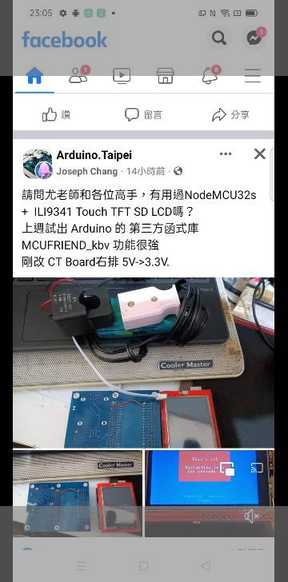 23:05
facebook
讚
留言
分享
Arduino.Taipei
Joseph Chang · 14小時前 ·
請問尤老師和各位高手，有用過NodeMCU32s
+ ILI9341 Touch TFT SD LCD嗎？
上週試出 Arduino 的 第三方函式庫
MCUFRIEND_kbv 功能很強
剛改 CT Board右排 5V->3.3V.
Cooler Master
Cooler Master